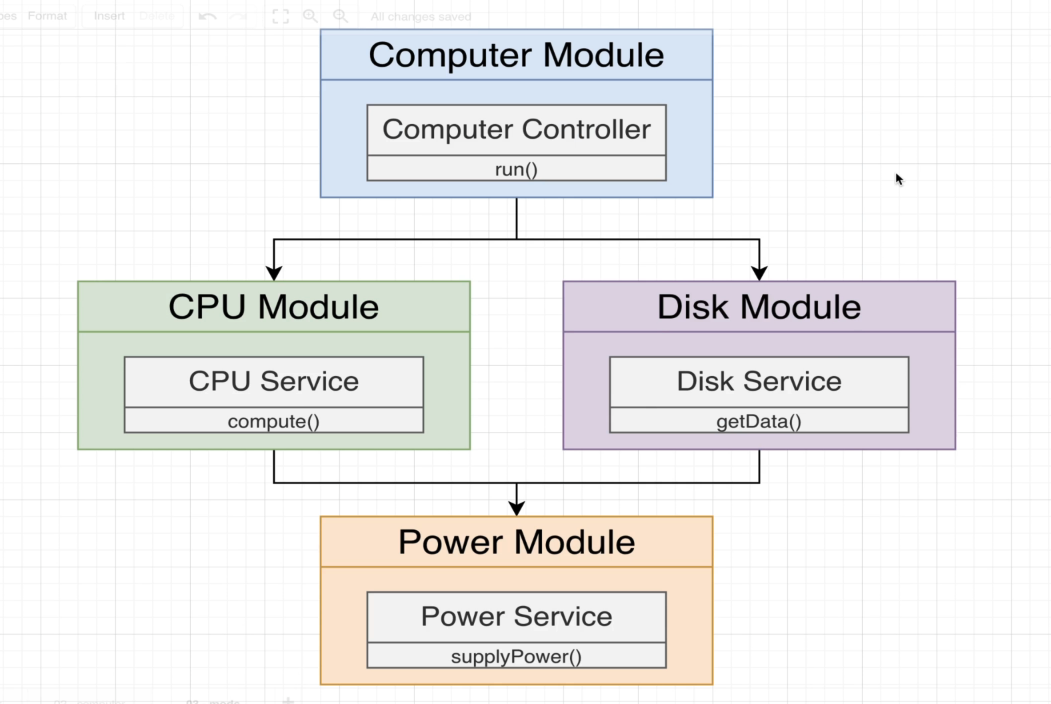 Format Insert Delete All changes saved
Computer Module
Computer Controller
run()
CPU Module
Disk Module
CPU Service
Disk Service
compute()
getData()
Power Module
Power Service
supplyPower()